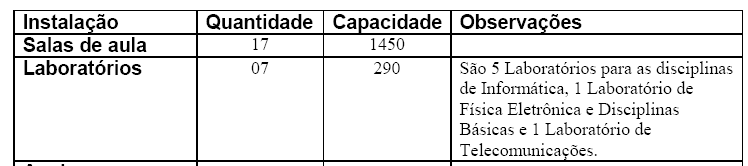 Instalação Quantidade Capacidade Observações
Salas de aula 17 1450
Laboratórios 07 290 São 5 Laboratórios para as disciplinas
de Informática, 1 Laboratório de
Física Eletrônica e Disciplinas
Básicas e 1 Laboratório de
Telecomunicações.